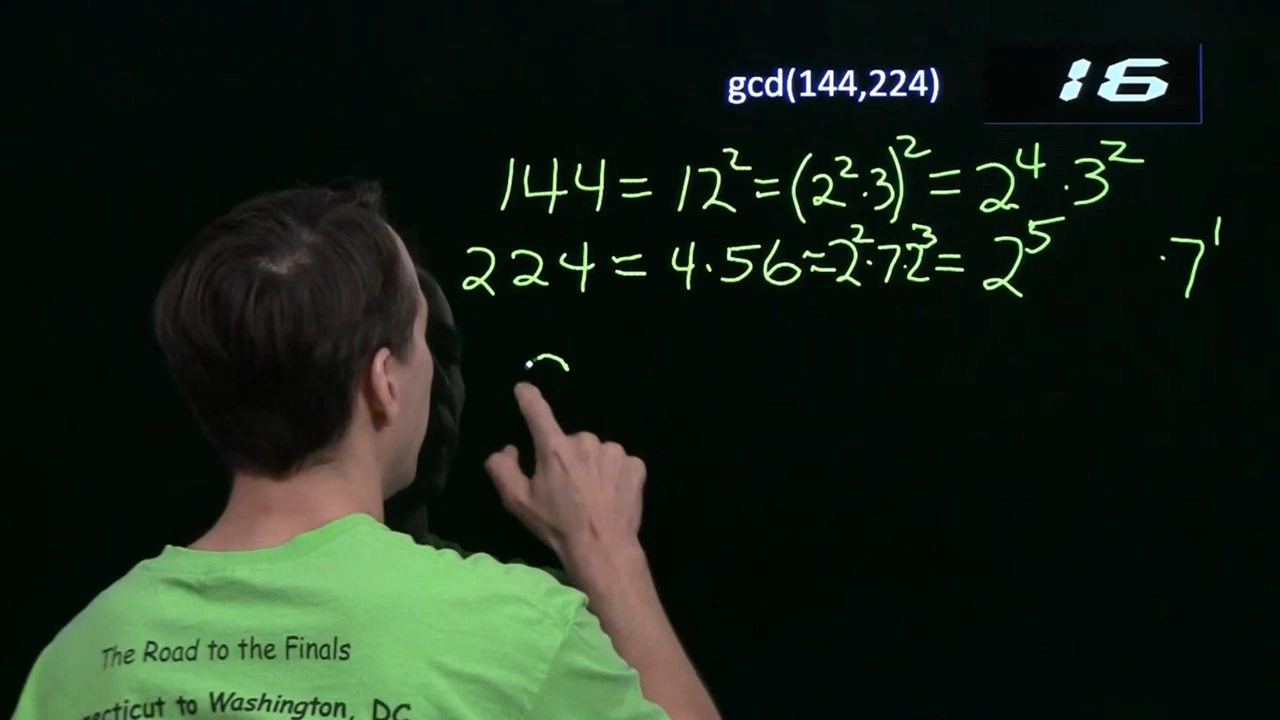 gcd(144,224)
16
144 = 12² = (2²·3)² = 2⁴·3²
224 = 4·56 = 2²·7·2³ = 2⁵ ·7¹
The Road to the Finals
to Washington, DC